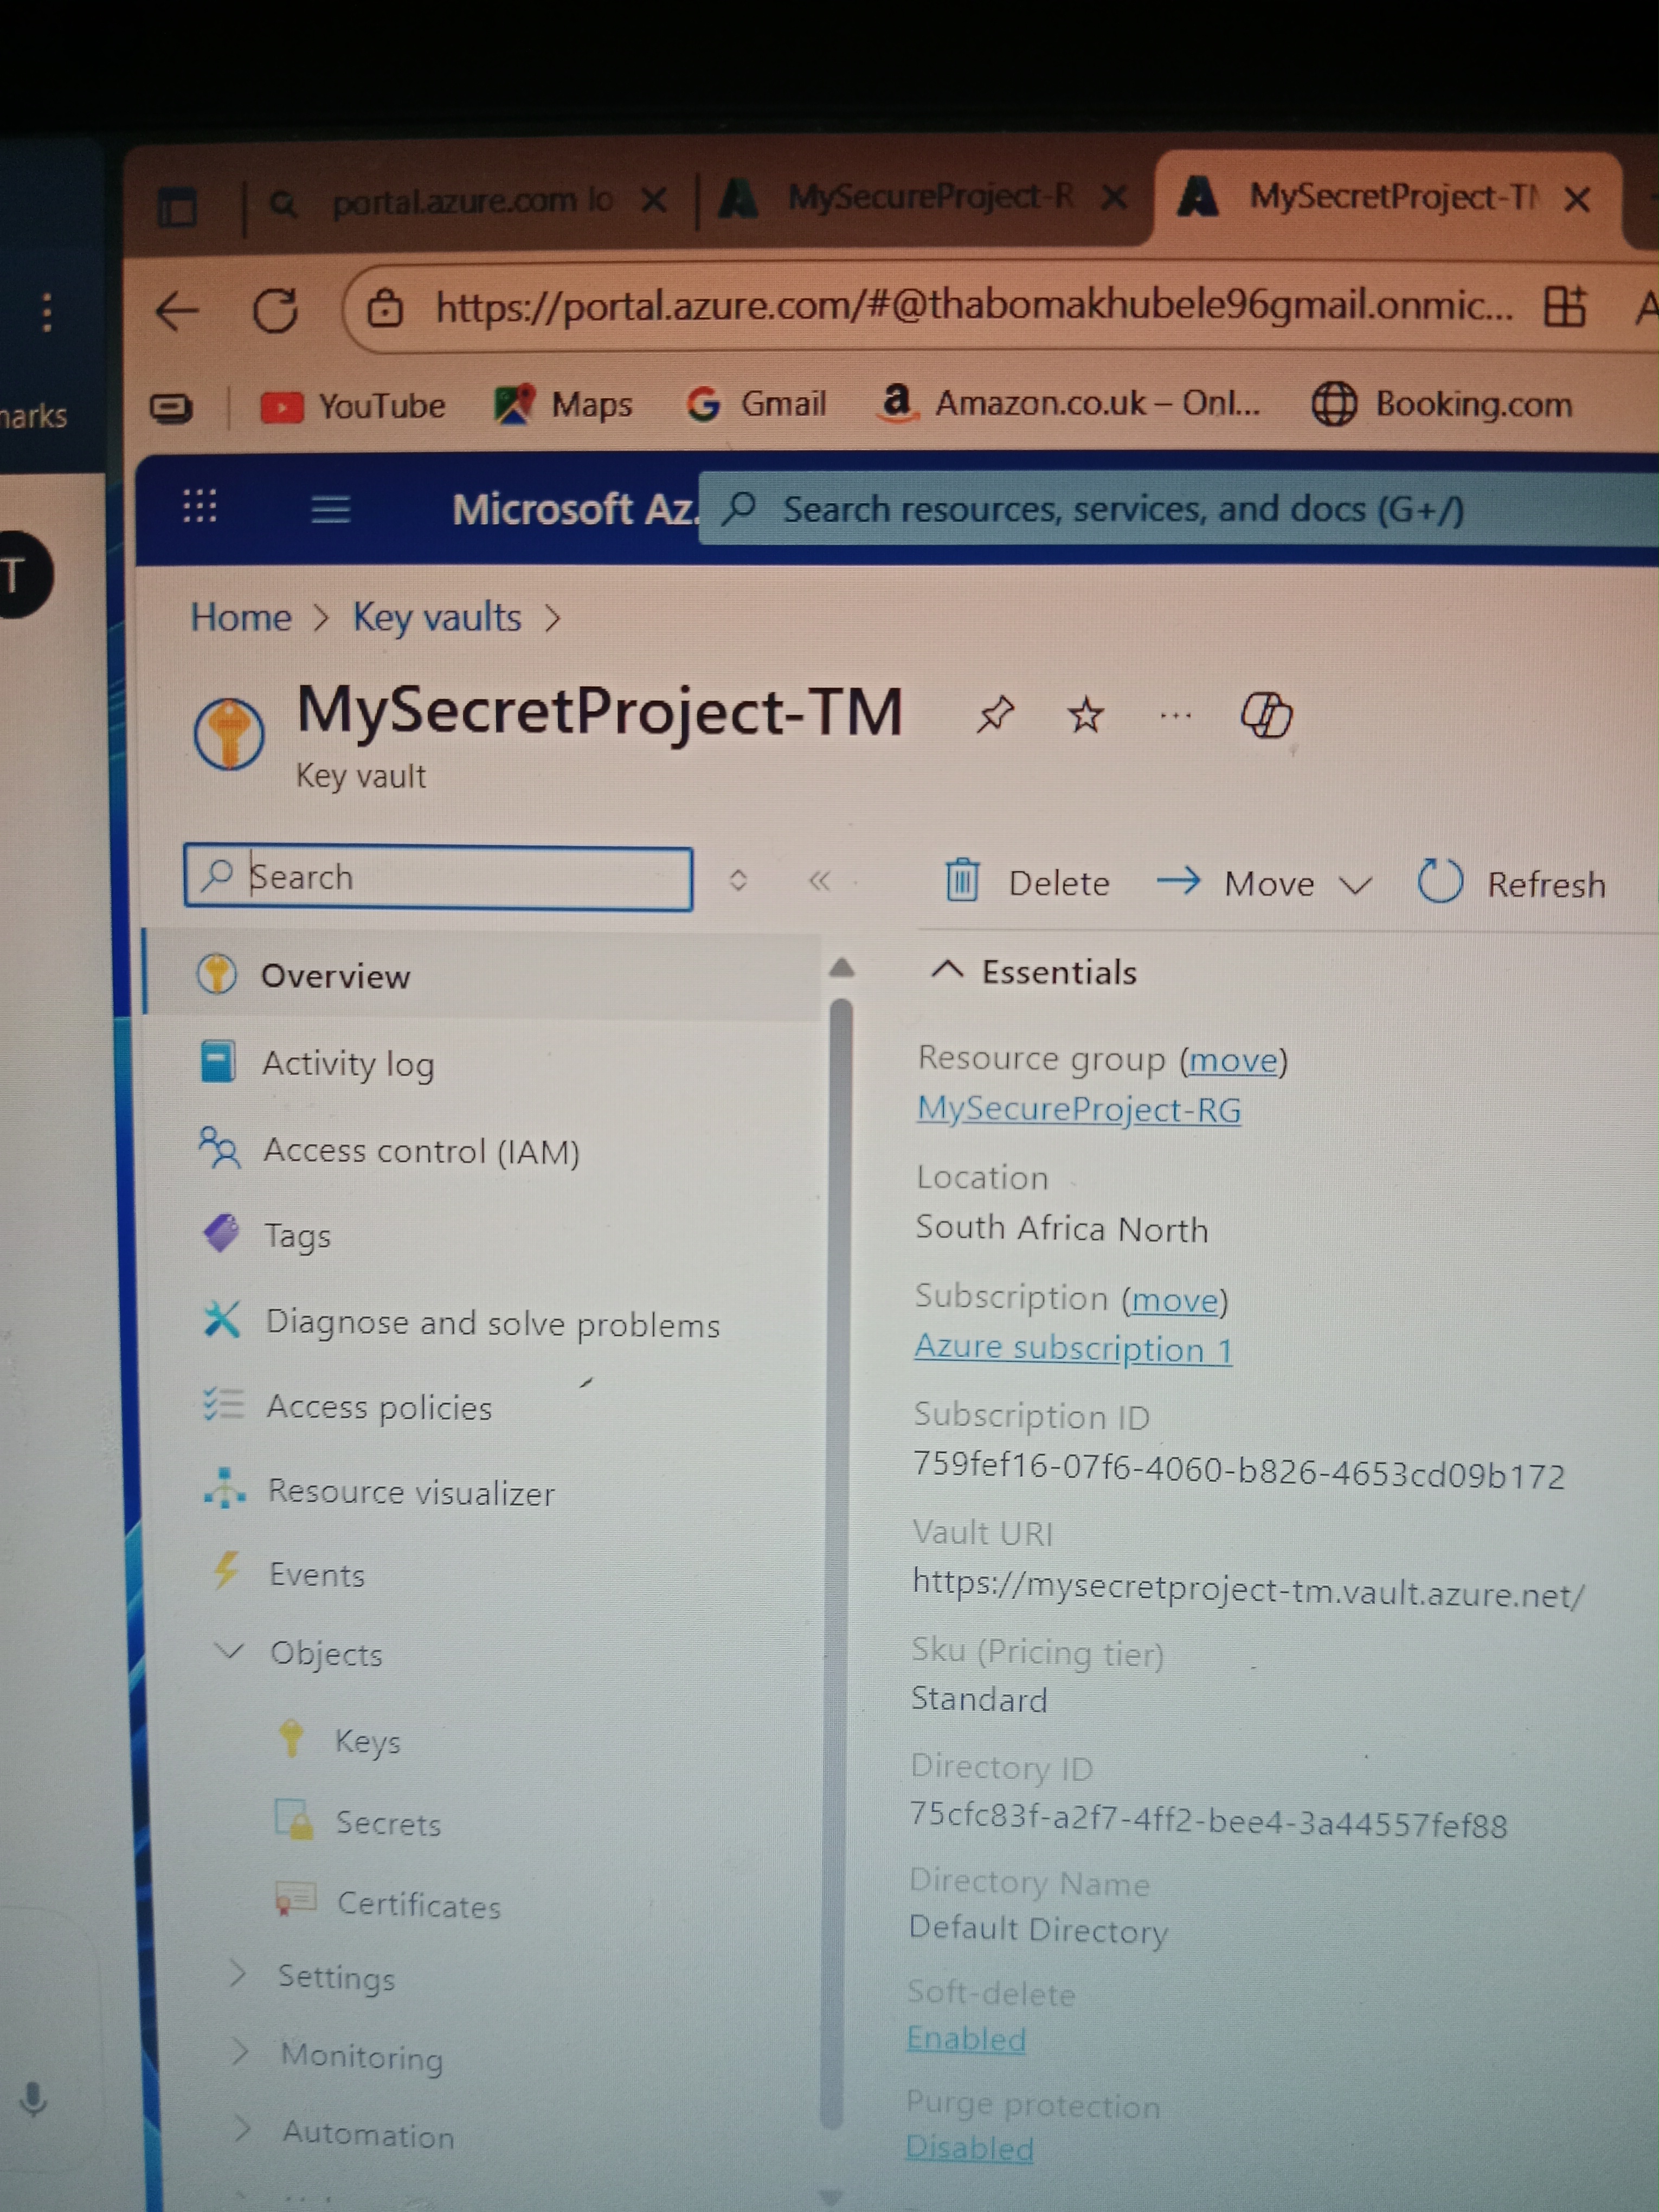 portal.azure.com lo
MySecureProject-R
MySecretProject-TM
https://portal.azure.com/#@thabomakhubele96gmail.onmic...
A
YouTube
Maps
Gmail
Amazon.co.uk – Onl...
Booking.com
narks
T
Microsoft Az.
Search resources, services, and docs (G+/)
Home > Key vaults >
MySecretProject-TM
Key vault
Search
Overview
Activity log
Access control (IAM)
Tags
Diagnose and solve problems
Access policies
Resource visualizer
Events
Objects
Keys
Secrets
Certificates
Settings
Monitoring
Automation
Delete
Move
Refresh
Essentials
Resource group (move)
MySecureProject-RG
Location
South Africa North
Subscription (move)
Azure subscription 1
Subscription ID
759fef16-07f6-4060-b826-4653cd09b172
Vault URI
https://mysecretproject-tm.vault.azure.net/
Sku (Pricing tier)
Standard
Directory ID
75cfc83f-a2f7-4ff2-bee4-3a44557fef88
Directory Name
Default Directory
Soft-delete
Enabled
Purge protection
Disabled